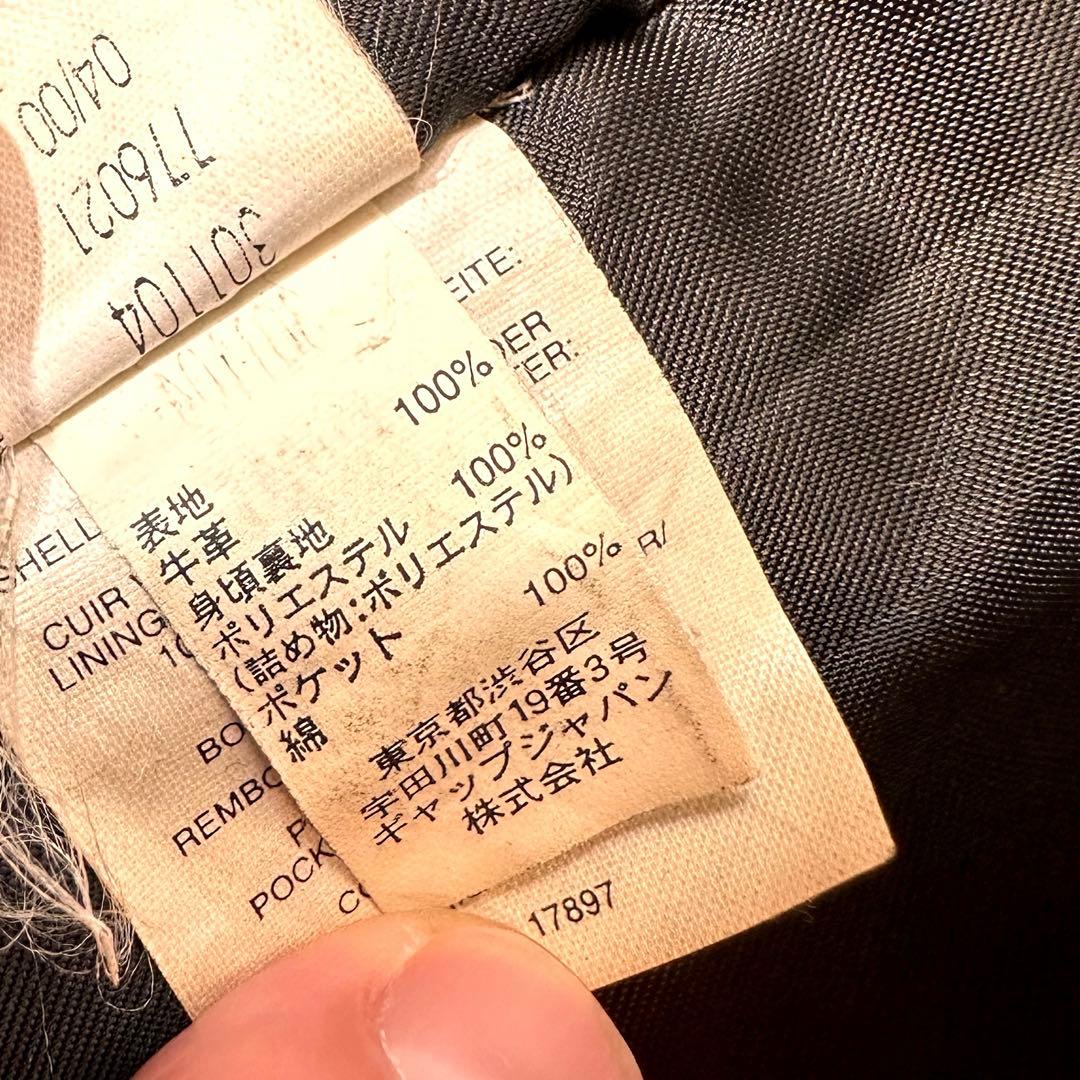 04/00
776021
301104
EITE:
DER
ER.
100%
表地
牛革 100%
身頃裏地
ポリエステル
(詰め物:ポリエステル)
ポケット
綿 100%
東京都渋谷区
宇田川町19番3号
ギャップジャパン
株式会社
SHELL
CUIR
LINING
10
BO
REMBO
P
POCK
CO
R/
17897